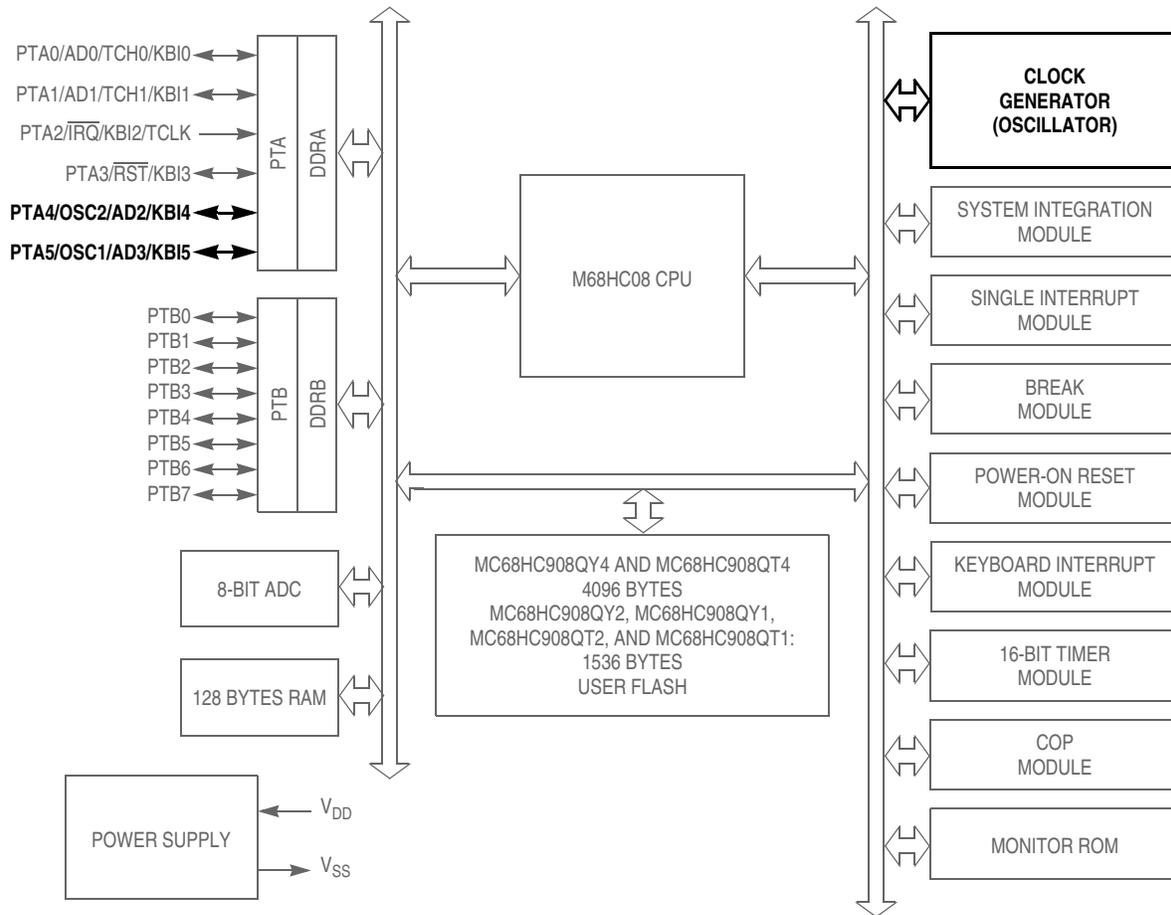 PTA0/AD0/TCH0/KBI0
PTA1/AD1/TCH1/KBI1
PTA2/IRQ/KBI2/TCLK
PTA3/RST/KBI3
PTA4/OSC2/AD2/KBI4
PTA5/OSC1/AD3/KBI5
PTA
DDRA
PTB0
PTB1
PTB2
PTB3
PTB4
PTB5
PTB6
PTB7
PTB
DDRB
8-BIT ADC
128 BYTES RAM
POWER SUPPLY
VDD
VSS
M68HC08 CPU
MC68HC908QY4 AND MC68HC908QT4
4096 BYTES
MC68HC908QY2, MC68HC908QY1,
MC68HC908QT2, AND MC68HC908QT1:
1536 BYTES
USER FLASH
CLOCK
GENERATOR
(OSCILLATOR)
SYSTEM INTEGRATION
MODULE
SINGLE INTERRUPT
MODULE
BREAK
MODULE
POWER-ON RESET
MODULE
KEYBOARD INTERRUPT
MODULE
16-BIT TIMER
MODULE
COP
MODULE
MONITOR ROM